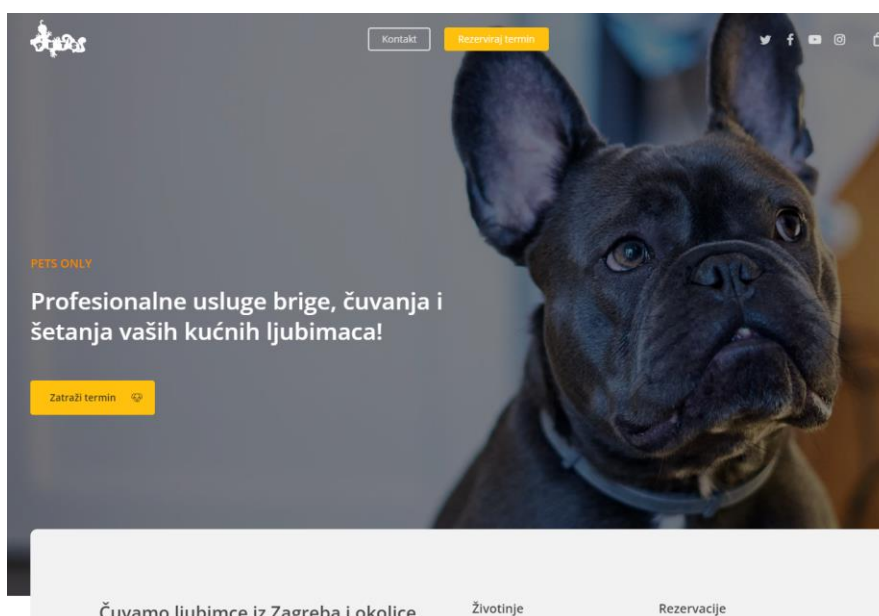 Kontakt
Rezerviraj termin
PETS ONLY
Profesionalne usluge brige, čuvanja i
šetanja vaših kućnih ljubimaca!
Zatraži termin
Čuvamo ljubimce iz Zagreba i okolice
Životinje
Rezervacije